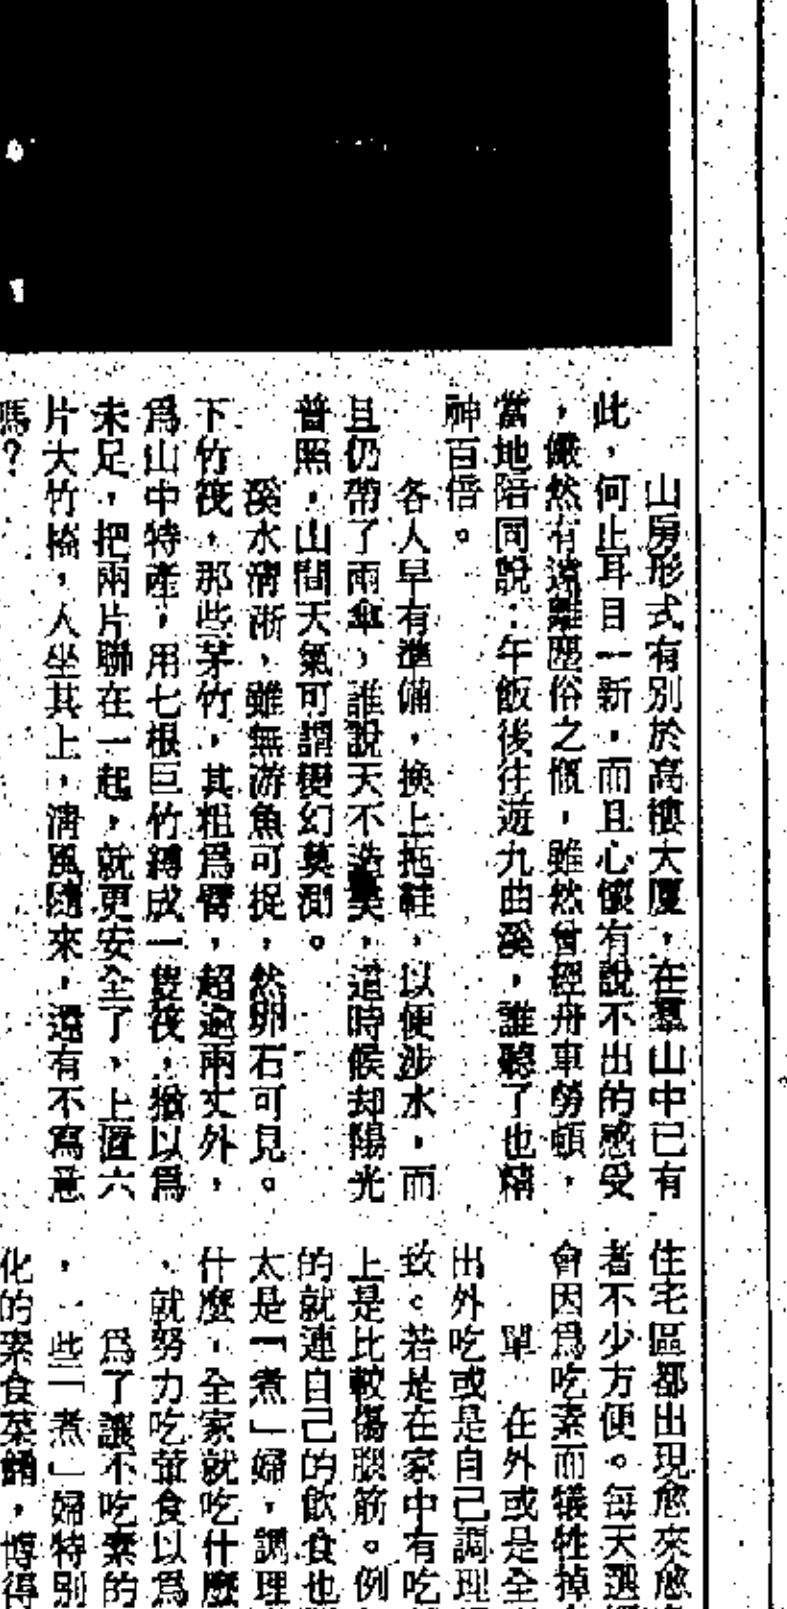 山房形式有別於高樓大廈，在羣山中已有
此，何止耳目一新，而且心懷有說不出的感受
，儼然有遠離塵俗之慨，雖然曾經舟車勞頓，
當地陪同說：午飯後往遊九曲溪，誰聽了也精
神百倍。
各人早有準備，換上拖鞋，以便涉水，而
且仍帶了雨傘，誰說天不造美，這時候却陽光
普照，山間天氣可謂變幻莫測。
溪水清淅，雖無游魚可捉，然卵石可見。
下竹筏，那些茅竹，其粗爲臂，超逾兩丈外，
爲山中特產，用七根巨竹縛成一隻筏，猶以爲
未足，把兩片聯在一起，就更安全了，上置六
片大竹椅，人坐其上，清風隨來，還有不寫意
嗎？
住宅區都出現愈來愈
者不少方便。每天選
會因爲吃素而犧牲掉
單 在外或是全
出外吃或是自己調理
致。若是在家中有吃
上是比較傷腦筋。例
的就連自己的飲食也
太是「煮」婦，調理
什麼，全家就吃什麼
，就努力吃葷食以爲
爲了讓不吃素的
，一些「煮」婦特別
化的素食菜餚，博得